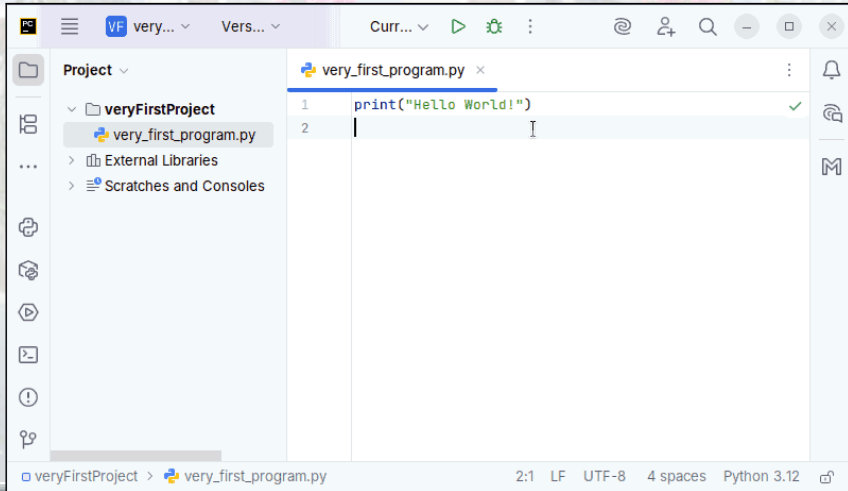 PC
VF very... Vers... Curr...
Project
very_first_program.py
veryFirstProject
very_first_program.py
External Libraries
Scratches and Consoles
1 print("Hello World!")
2
veryFirstProject > very_first_program.py 2:1 LF UTF-8 4 spaces Python 3.12